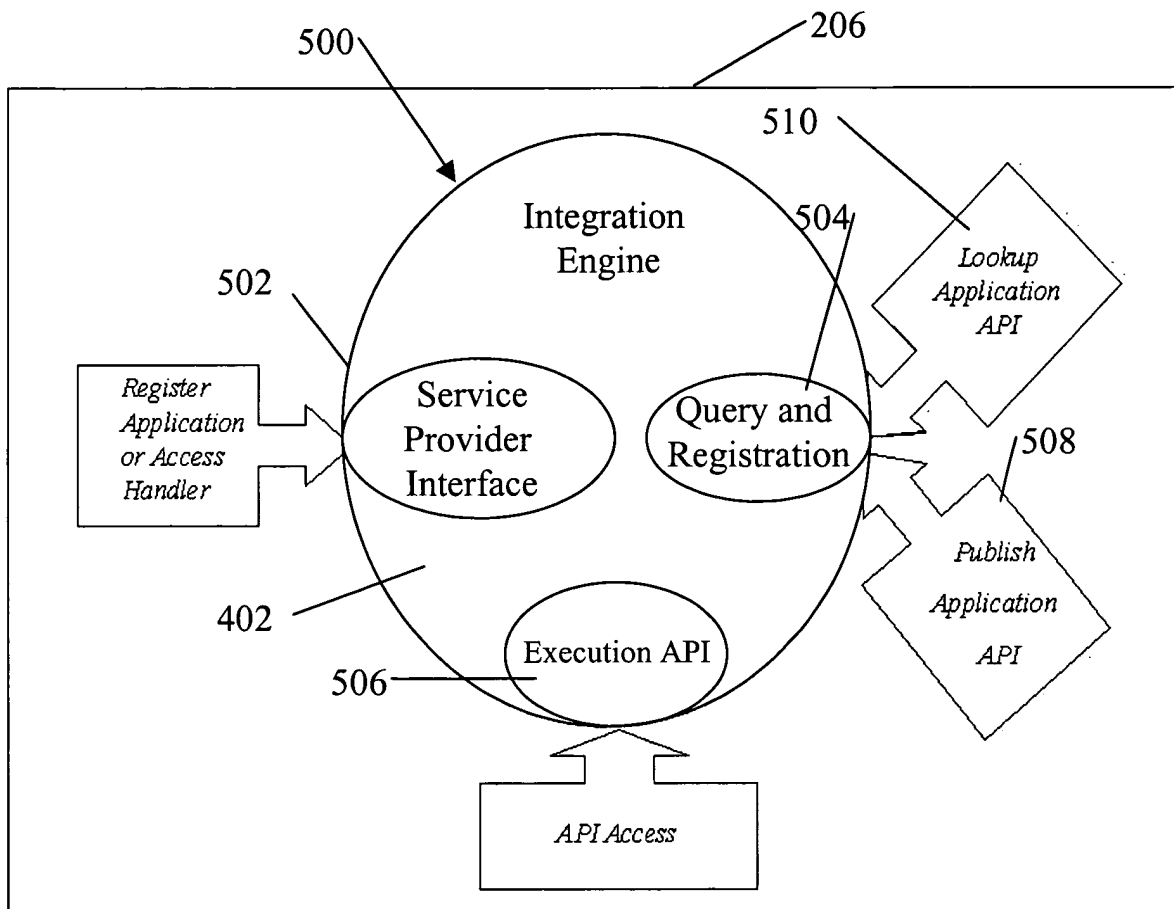 206
500
510
Integration
Engine
504
Lookup
Application
API
502
Register
Application
or Access
Handler
Service
Provider
Interface
Query and
Registration
508
Publish
Application
API
402
Execution API
506
API Access